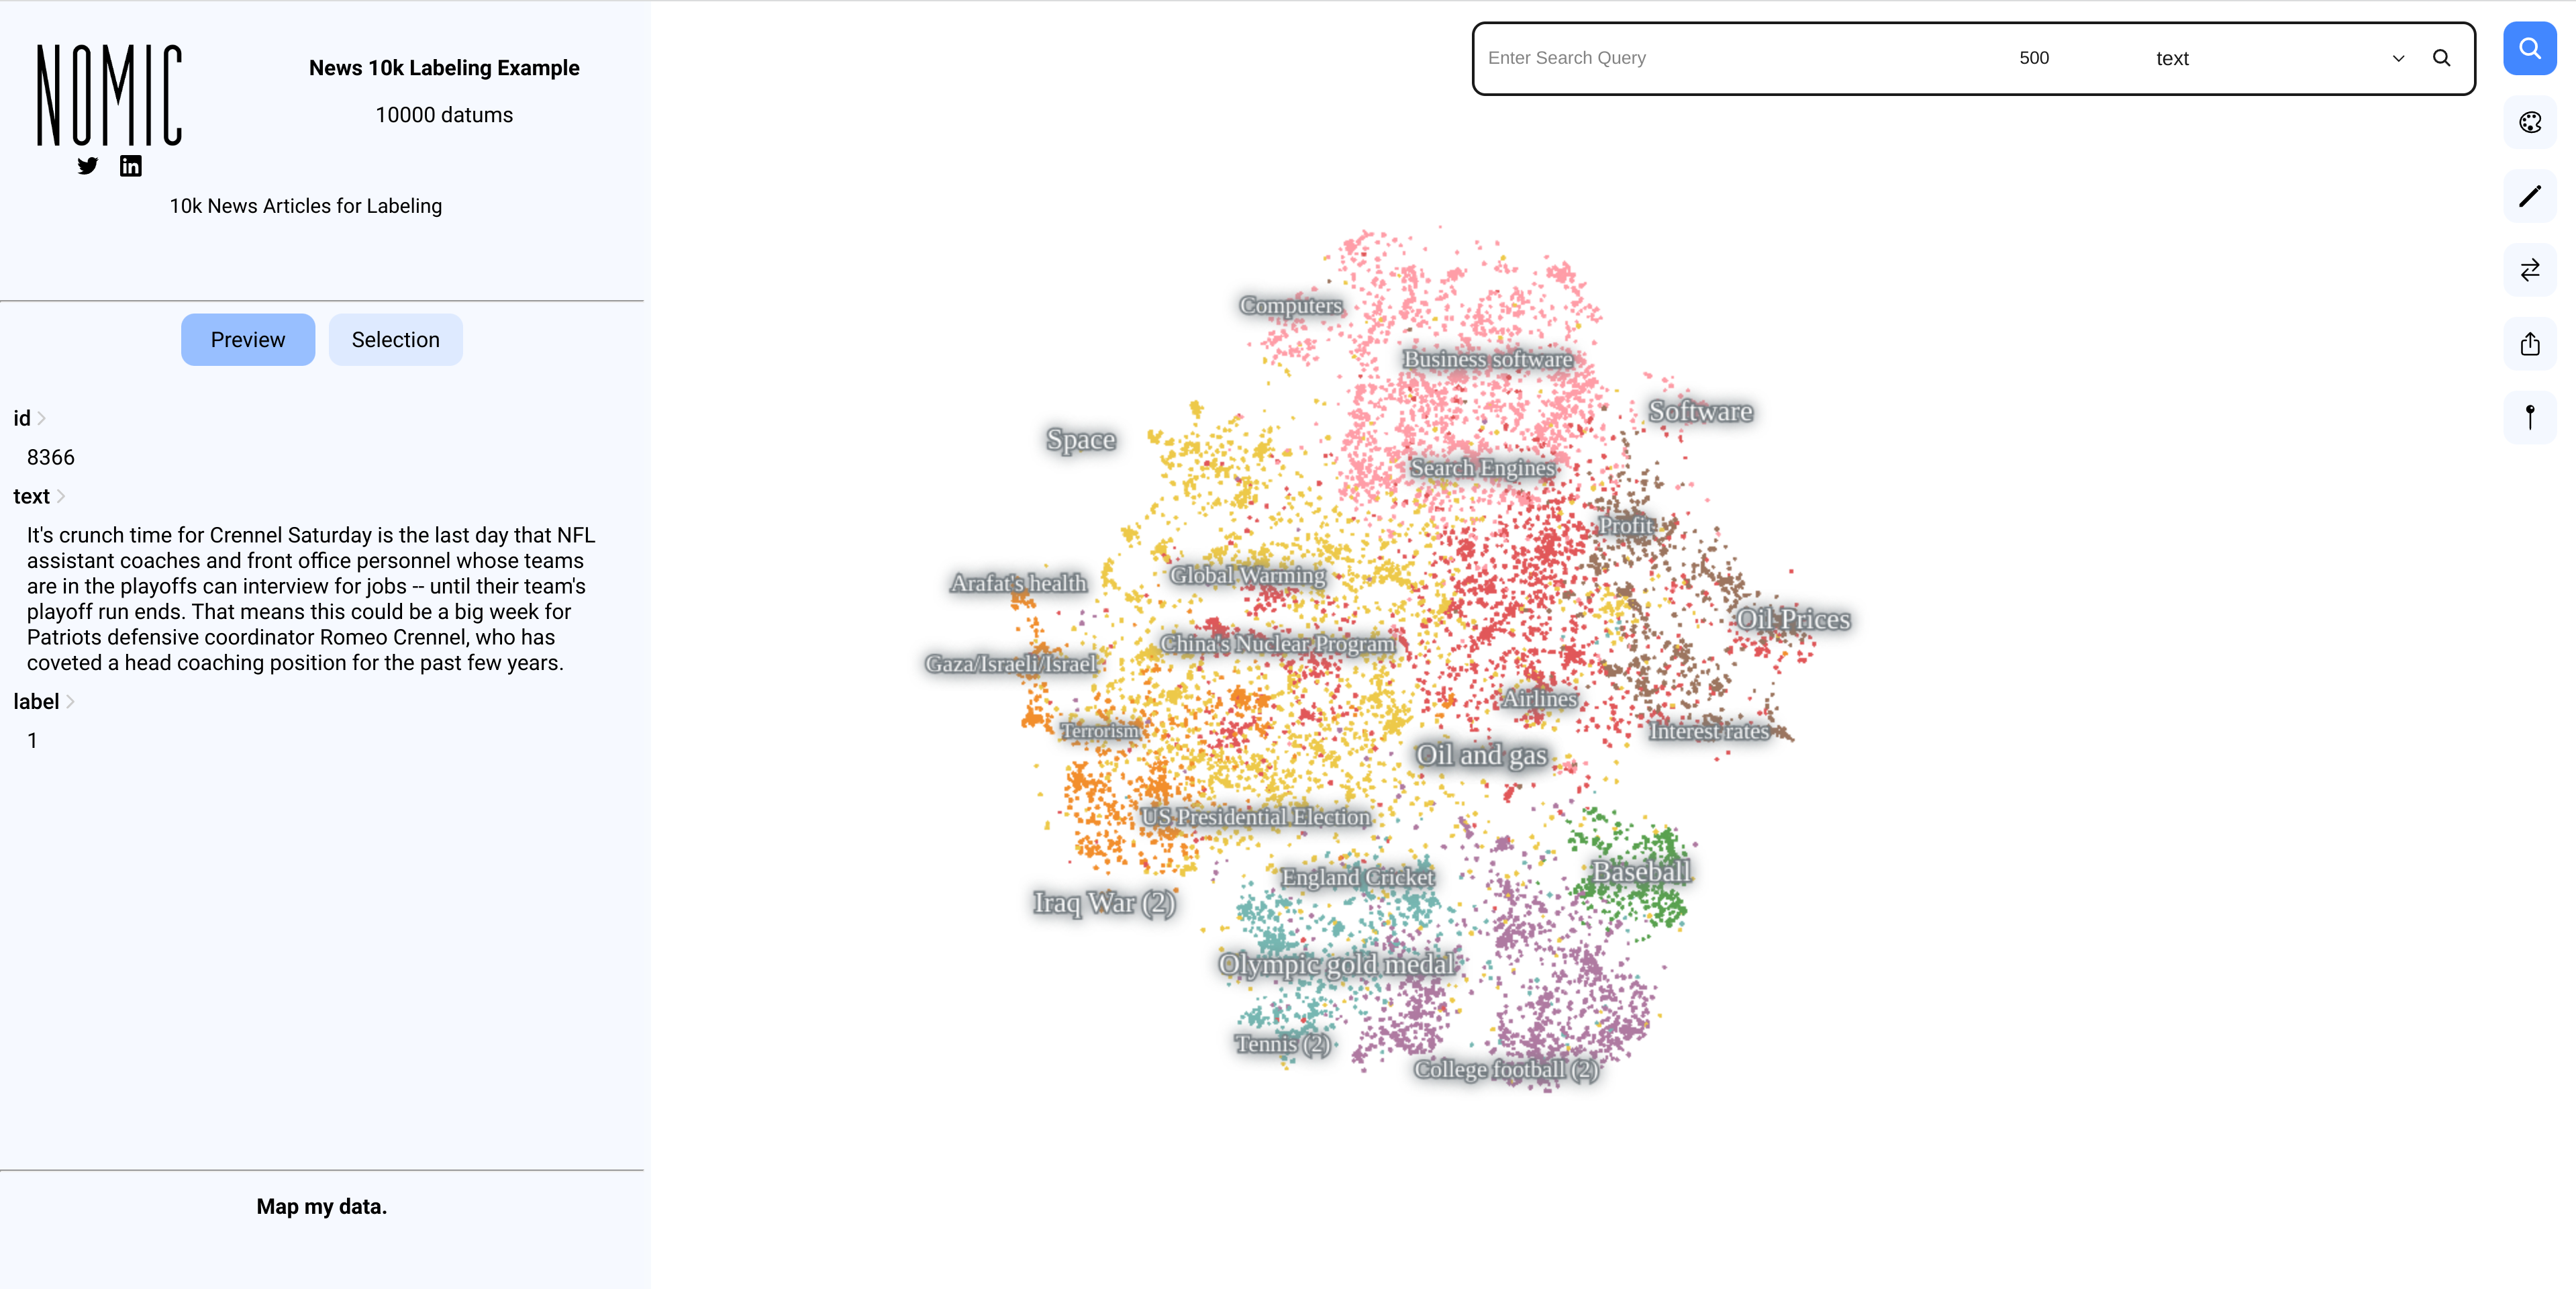 NOMIC
News 10k Labeling Example
10000 datums
10k News Articles for Labeling
Preview
Selection
id
8366
text
It's crunch time for Crennel Saturday is the last day that NFL
assistant coaches and front office personnel whose teams
are in the playoffs can interview for jobs -- until their team's
playoff run ends. That means this could be a big week for
Patriots defensive coordinator Romeo Crennel, who has
coveted a head coaching position for the past few years.
label
1
Map my data.
Enter Search Query
500
text
Computers
Business software
Software
Space
Search Engines
Profit
Arafat's health
Global Warming
Oil Prices
China's Nuclear Program
Gaza/Israeli/Israel
Airlines
Terrorism
Interest rates
Oil and gas
US Presidential Election
Baseball
England Cricket
Iraq War (2)
Olympic gold medal
Tennis (2)
College football (2)